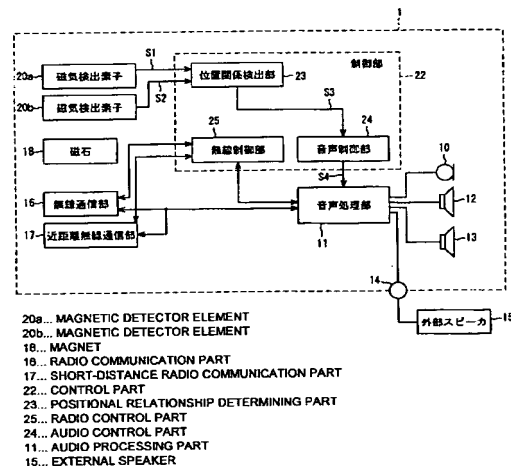 1
20a 磁気検出素子 S1
20b 磁気検出素子 S2
位置関係検出部 23
制御部 22
S3
18 磁石
25 無線制御部
24 音声制御部
S4
16 無線通信部
17 近距離無線通信部
音声処理部 11
10
12
13
14
外部スピーカ 15
20a... MAGNETIC DETECTOR ELEMENT
20b... MAGNETIC DETECTOR ELEMENT
18... MAGNET
16... RADIO COMMUNICATION PART
17... SHORT-DISTANCE RADIO COMMUNICATION PART
22... CONTROL PART
23... POSITIONAL RELATIONSHIP DETERMINING PART
25... RADIO CONTROL PART
24... AUDIO CONTROL PART
11... AUDIO PROCESSING PART
15... EXTERNAL SPEAKER